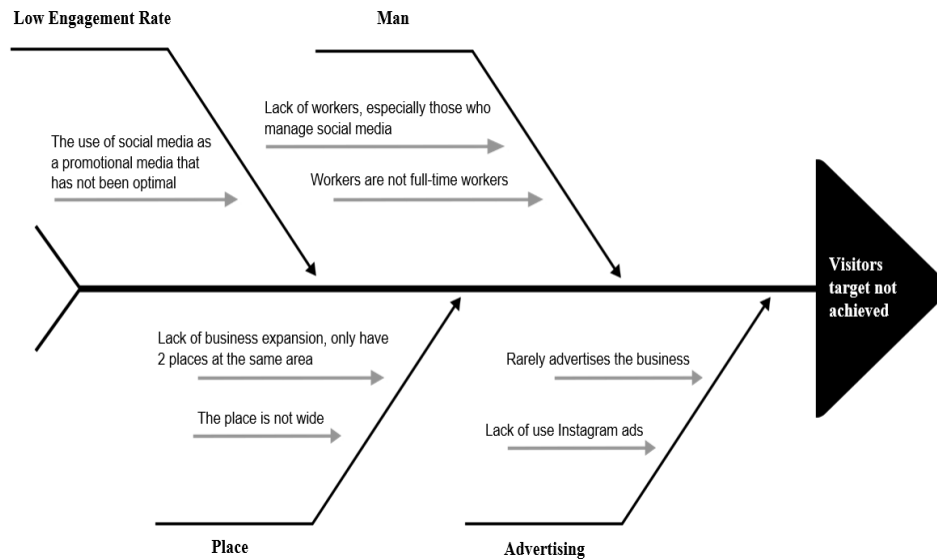 Low Engagement Rate
Man
Lack of workers, especially those who
manage social media
The use of social media as
a promotional media that
has not been optimal
Workers are not full-time workers
Visitors
target not
achieved
Lack of business expansion, only have
2 places at the same area
Rarely advertises the business
The place is not wide
Lack of use Instagram ads
Place
Advertising